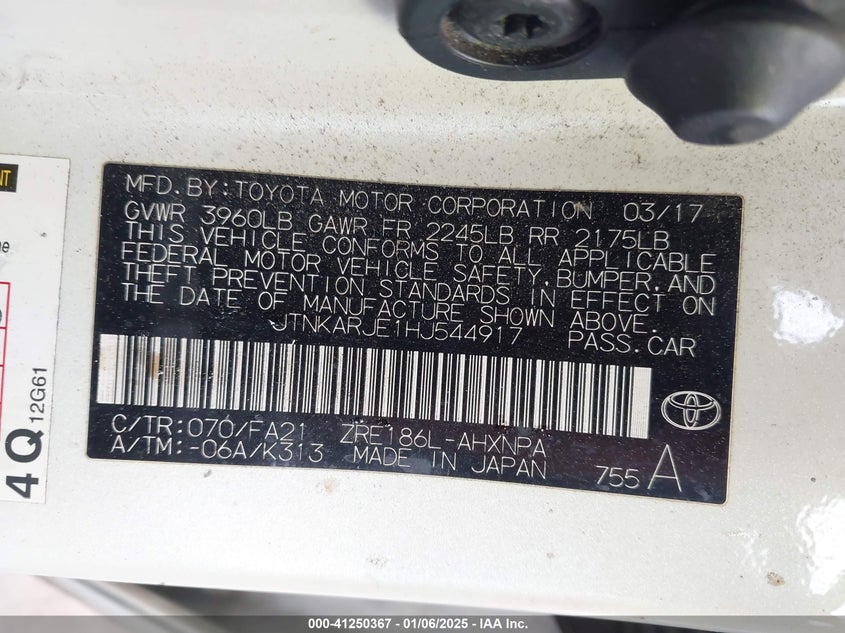 MFD.BY:TOYOTA MOTOR CORPORATION 03/17
GVWR 3960LB GAWR FR 2245LB RR 2175LB
THIS VEHICLE CONFORMS TO ALL APPLICABLE
FEDERAL MOTOR VEHICLE SAFETY,BUMPER,AND
THEFT PREVENTION STANDARDS IN EFFECT ON
THE DATE OF MANUFACTURE SHOWN ABOVE.
JTNKARJE1HJ544917 PASS.CAR
C/TR:070/FA21 ZRE186L-AHXNPA
A/TM:-06A/K313 MADE IN JAPAN
755 A
4Q 12G61
000-41250367 - 01/06/2025 - IAA Inc.